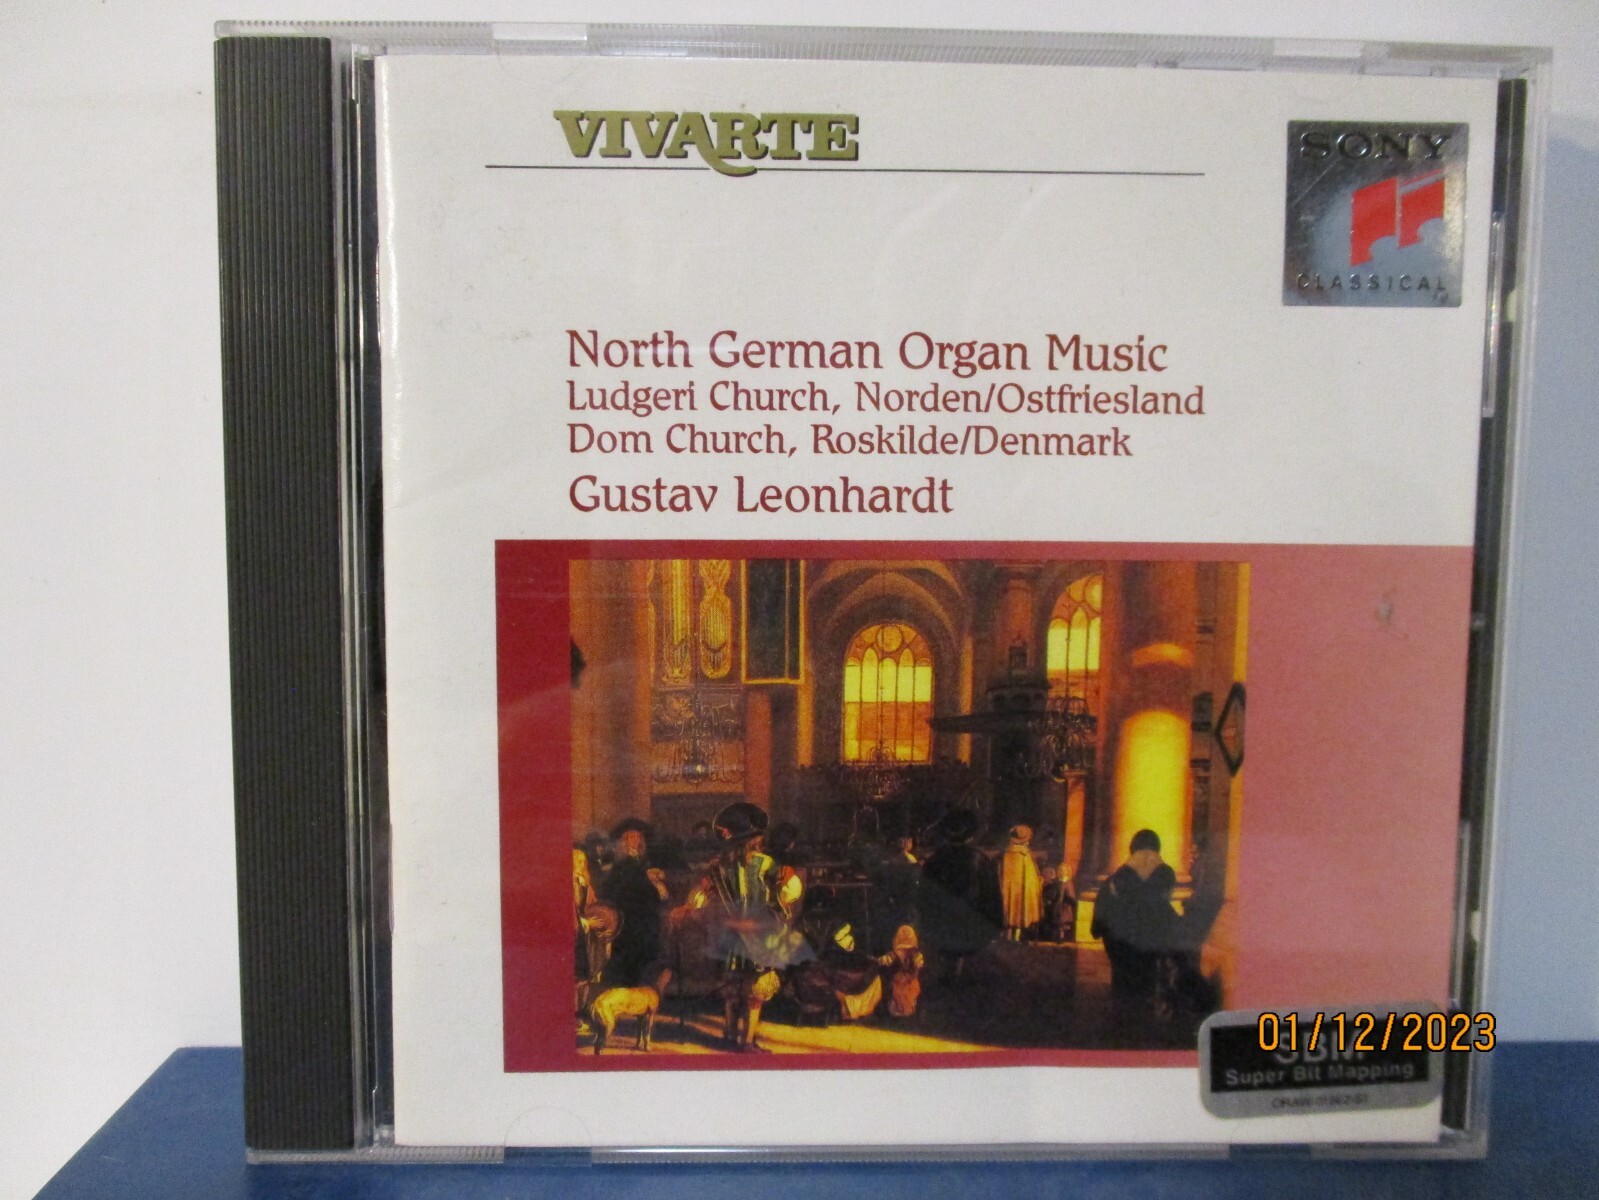 VIVARTE
SONY
CLASSICAL
North German Organ Music
Ludgeri Church, Norden/Ostfriesland
Dom Church, Roskilde/Denmark
Gustav Leonhardt
01/12/2023
SBM
Super Bit Mapping